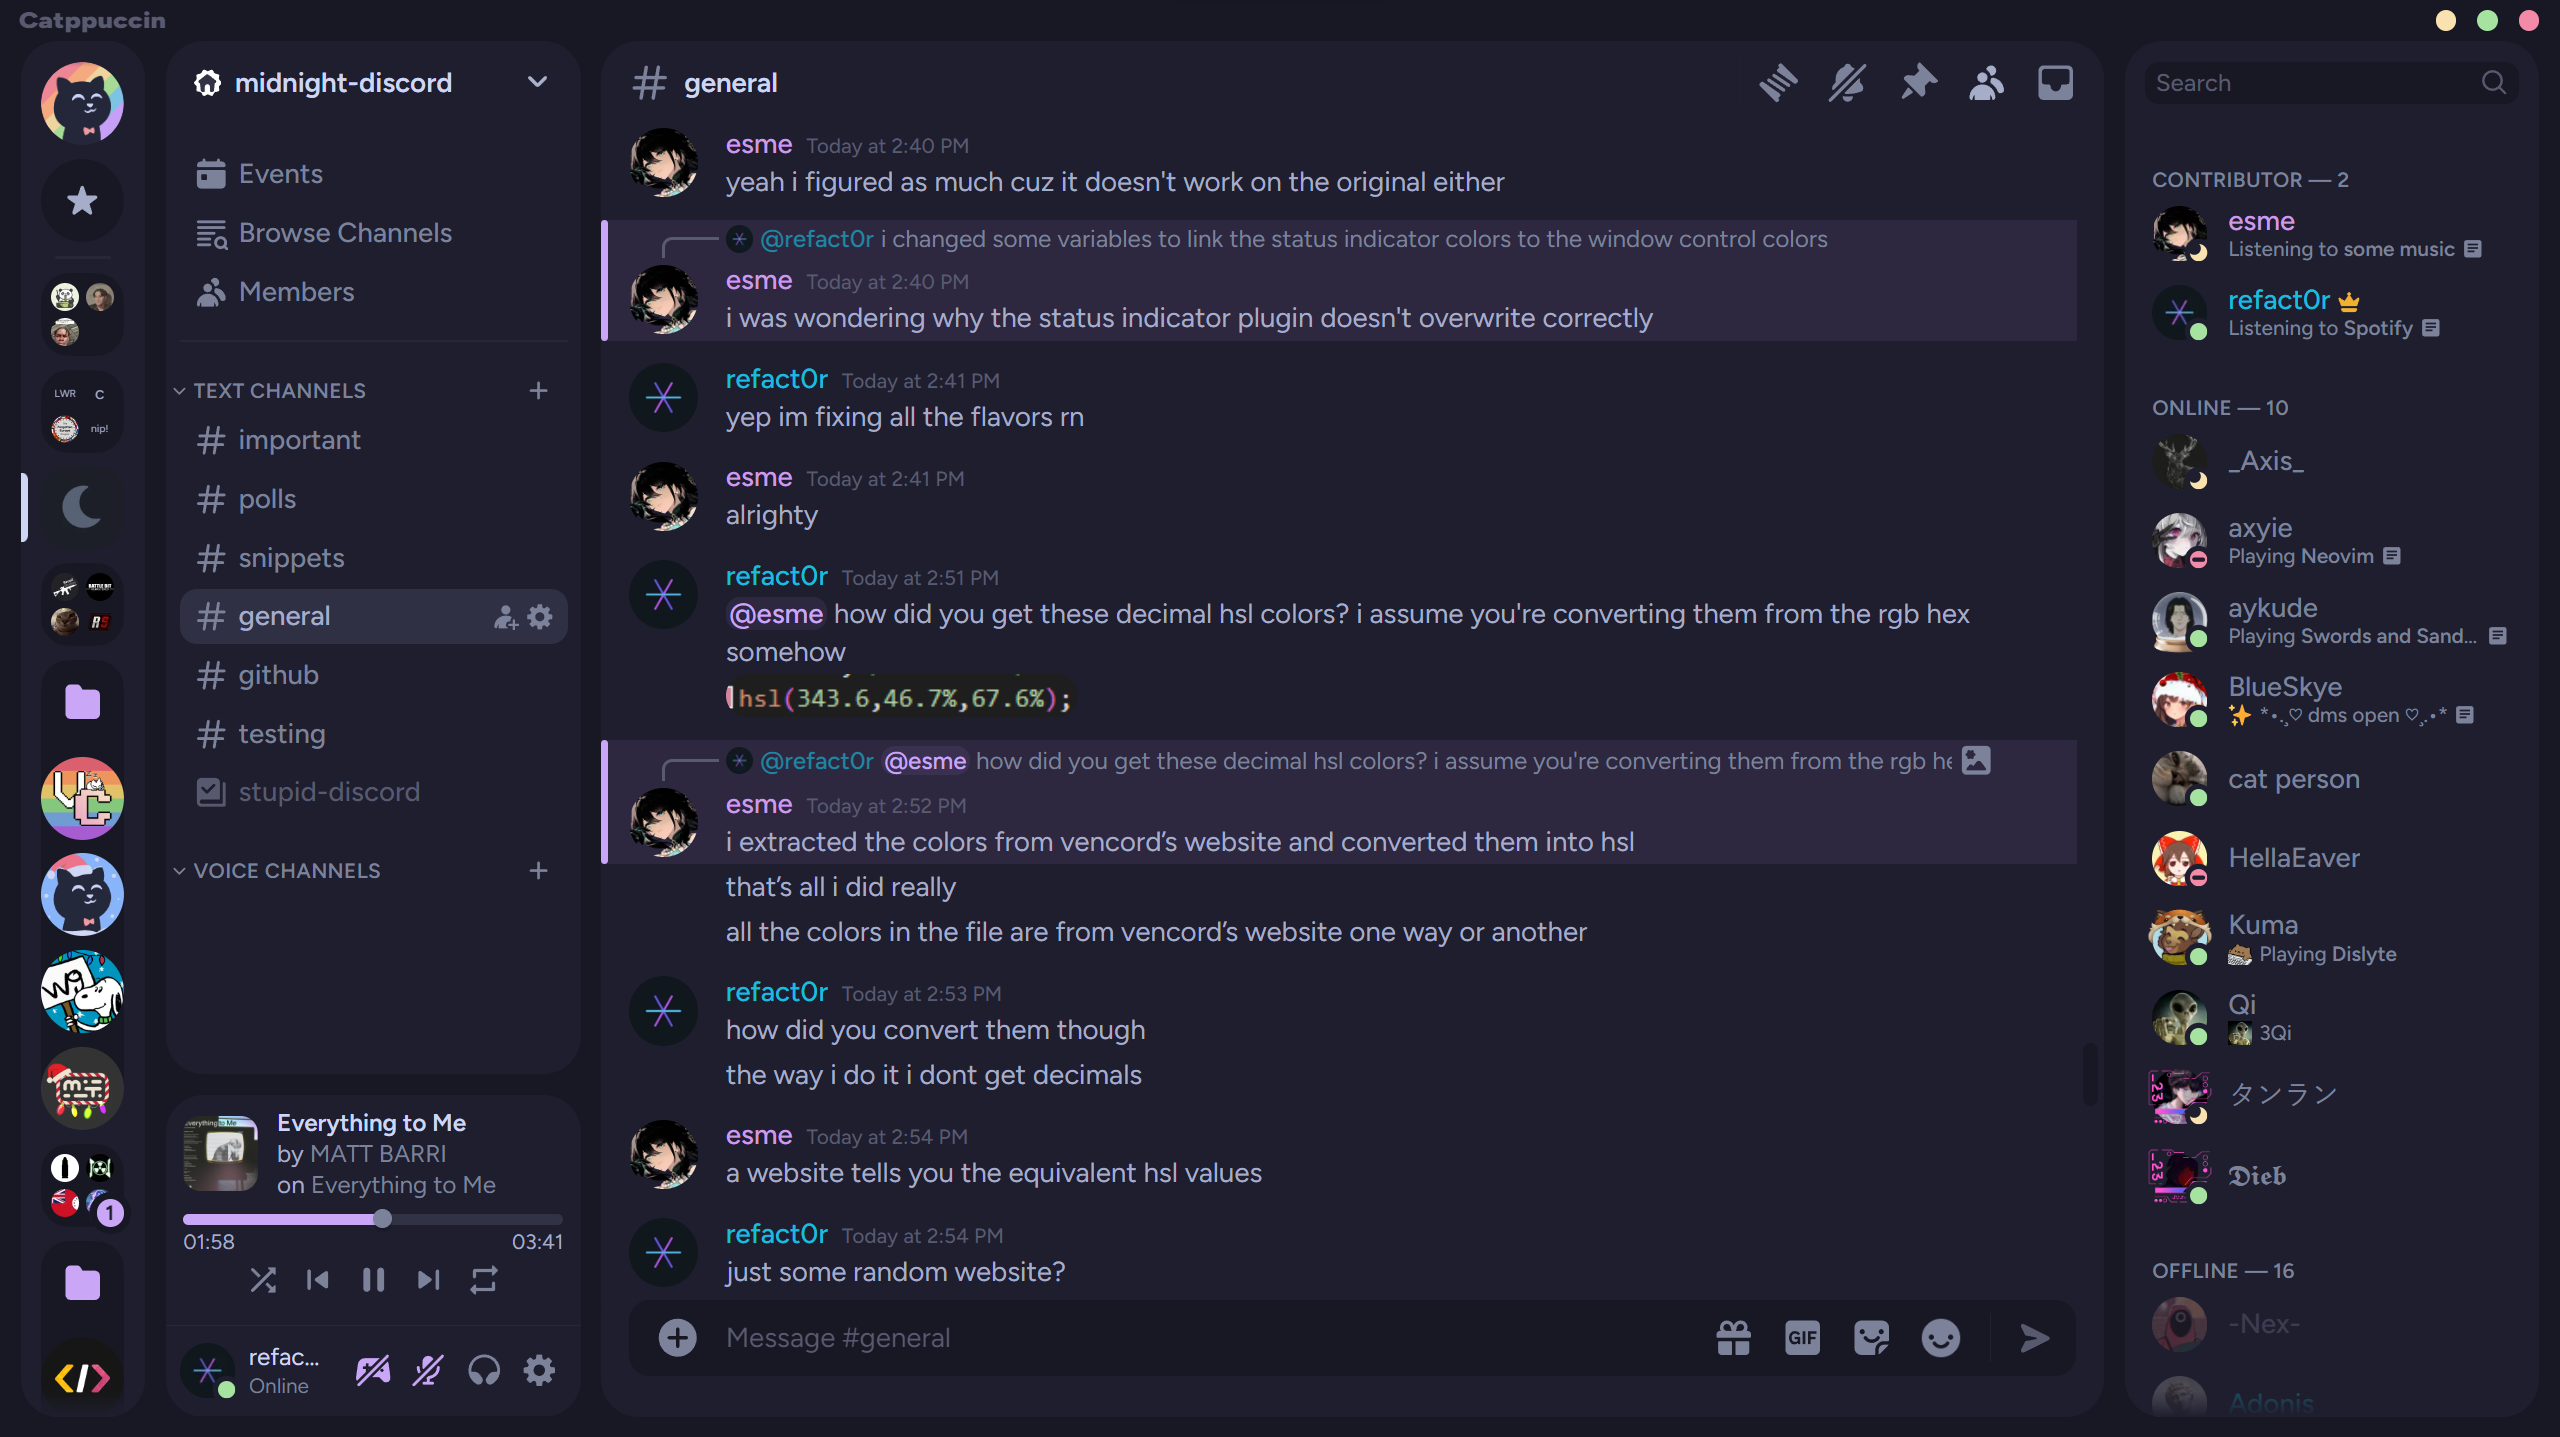 Catppuccin
LWR
C
nip!
1
midnight-discord
Events
Browse Channels
Members
TEXT CHANNELS
important
polls
snippets
general
github
testing
stupid-discord
VOICE CHANNELS
Everything to Me
by MATT BARRI
on Everything to Me
01:58
03:41
refac...
Online
general
esme Today at 2:40 PM
yeah i figured as much cuz it doesn't work on the original either
@refact0r i changed some variables to link the status indicator colors to the window control colors
esme Today at 2:40 PM
i was wondering why the status indicator plugin doesn't overwrite correctly
refact0r Today at 2:41 PM
yep im fixing all the flavors rn
esme Today at 2:41 PM
alrighty
refact0r Today at 2:51 PM
@esme how did you get these decimal hsl colors? i assume you're converting them from the rgb hex
somehow
hsl(343.6,46.7%,67.6%);
@refact0r @esme how did you get these decimal hsl colors? i assume you're converting them from the rgb he
esme Today at 2:52 PM
i extracted the colors from vencord’s website and converted them into hsl
that’s all i did really
all the colors in the file are from vencord’s website one way or another
refact0r Today at 2:53 PM
how did you convert them though
the way i do it i dont get decimals
esme Today at 2:54 PM
a website tells you the equivalent hsl values
refact0r Today at 2:54 PM
just some random website?
Message #general
GIF
Search
CONTRIBUTOR — 2
esme
Listening to some music
refact0r
Listening to Spotify
ONLINE — 10
_Axis_
axyie
Playing Neovim
aykude
Playing Swords and Sand...
BlueSkye
✨ *•.¸♡ dms open ♡¸.•*
cat person
HellaEaver
Kuma
Playing Dislyte
Qi
3Qi
タンラン
𝕯𝖎𝖊𝖇
OFFLINE — 16
-Nex-
Adonis